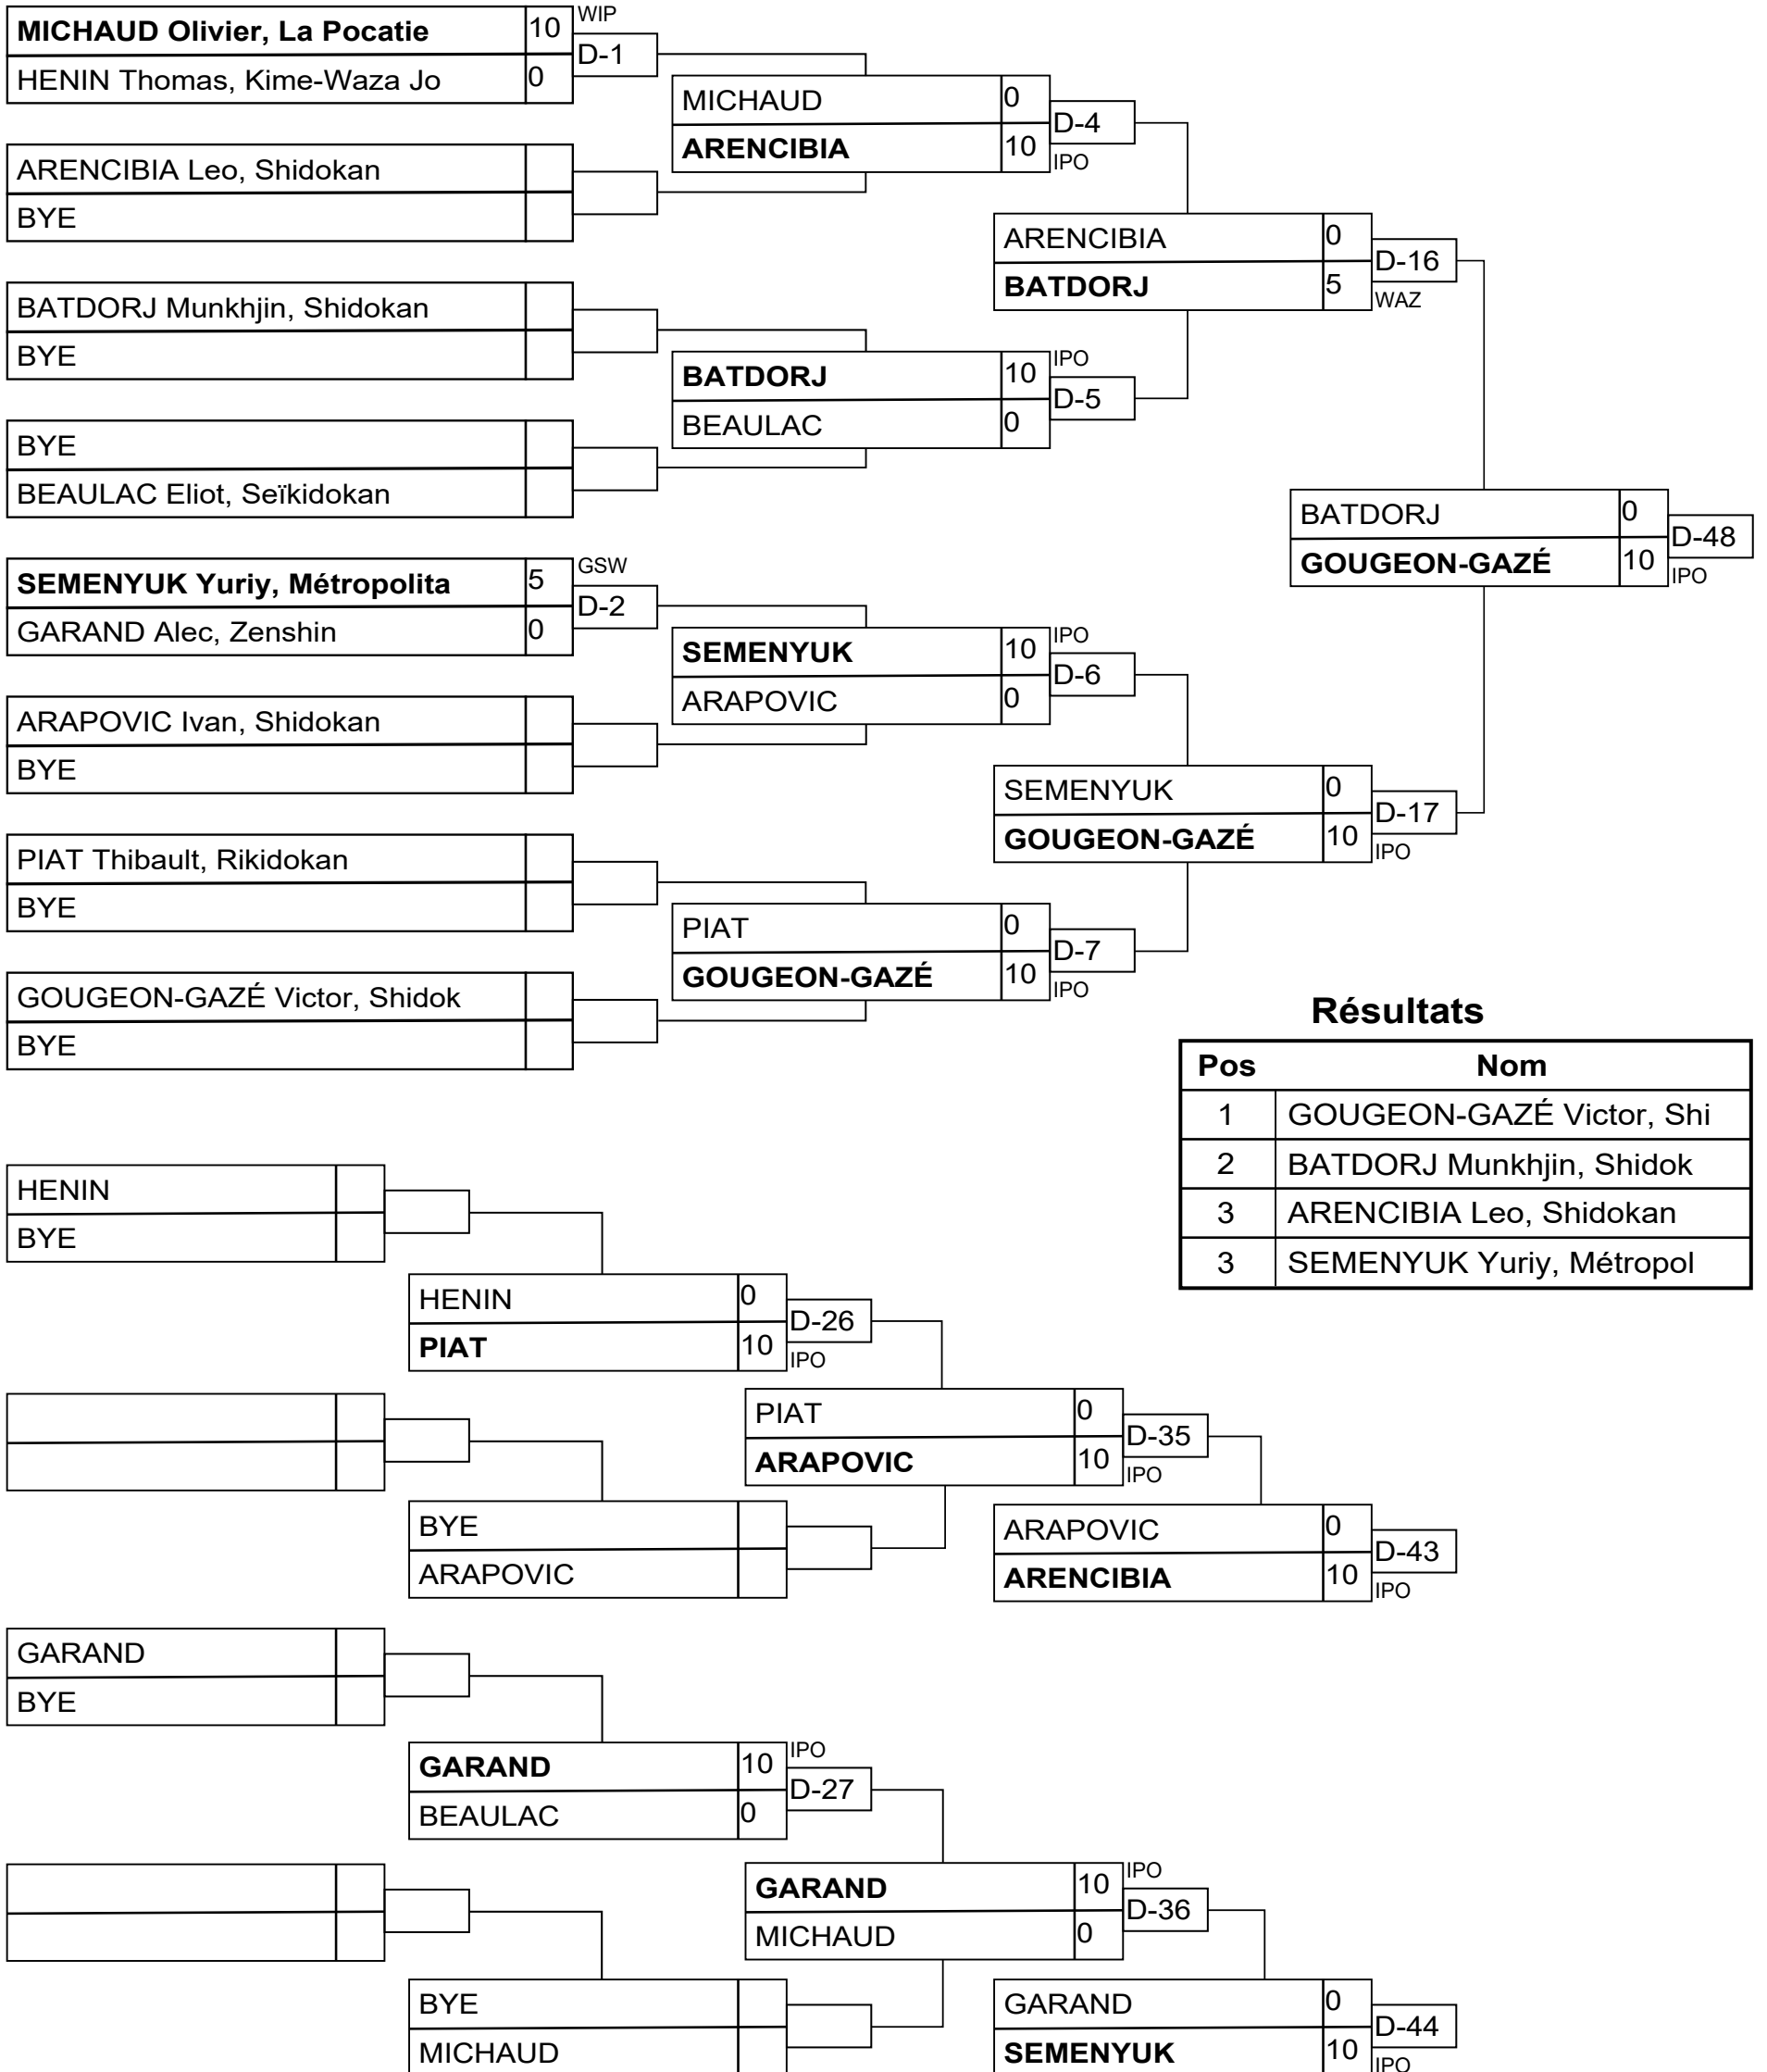 MICHAUD Olivier, La Pocatie 10 WIP
HENIN Thomas, Kime-Waza Jo 0 D-1
ARENCIBIA Leo, Shidokan
BYE
BATDORJ Munkhjin, Shidokan
BYE
BYE
BEAULAC Eliot, Seïkidokan
SEMENYUK Yuriy, Métropolita 5 GSW
GARAND Alec, Zenshin 0 D-2
ARAPOVIC Ivan, Shidokan
BYE
PIAT Thibault, Rikidokan
BYE
GOUGEON-GAZÉ Victor, Shidok
BYE
MICHAUD 0 D-4
ARENCIBIA 10 IPO
BATDORJ 10 IPO
BEAULAC 0 D-5
SEMENYUK 10 IPO
ARAPOVIC 0 D-6
PIAT 0 D-7
GOUGEON-GAZÉ 10 IPO
ARENCIBIA 0 D-16
BATDORJ 5 WAZ
SEMENYUK 0 D-17
GOUGEON-GAZÉ 10 IPO
BATDORJ 0 D-48
GOUGEON-GAZÉ 10 IPO
Résultats
Pos Nom
1 GOUGEON-GAZÉ Victor, Shi
2 BATDORJ Munkhjin, Shidok
3 ARENCIBIA Leo, Shidokan
3 SEMENYUK Yuriy, Métropol
HENIN
BYE
HENIN 0 D-26
PIAT 10 IPO
BYE
ARAPOVIC
PIAT 0 D-35
ARAPOVIC 10 IPO
ARAPOVIC 0 D-43
ARENCIBIA 10 IPO
GARAND
BYE
GARAND 10 IPO
BEAULAC 0 D-27
BYE
MICHAUD
GARAND 10 IPO
MICHAUD 0 D-36
GARAND 0 D-44
SEMENYUK 10 IPO